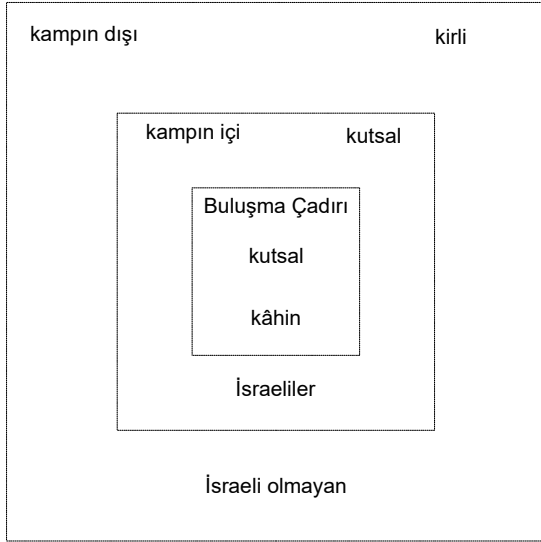 kampın dışı kirli
kampın içi kutsal
Buluşma Çadırı
kutsal
kâhin
İsraeliler
İsraeli olmayan